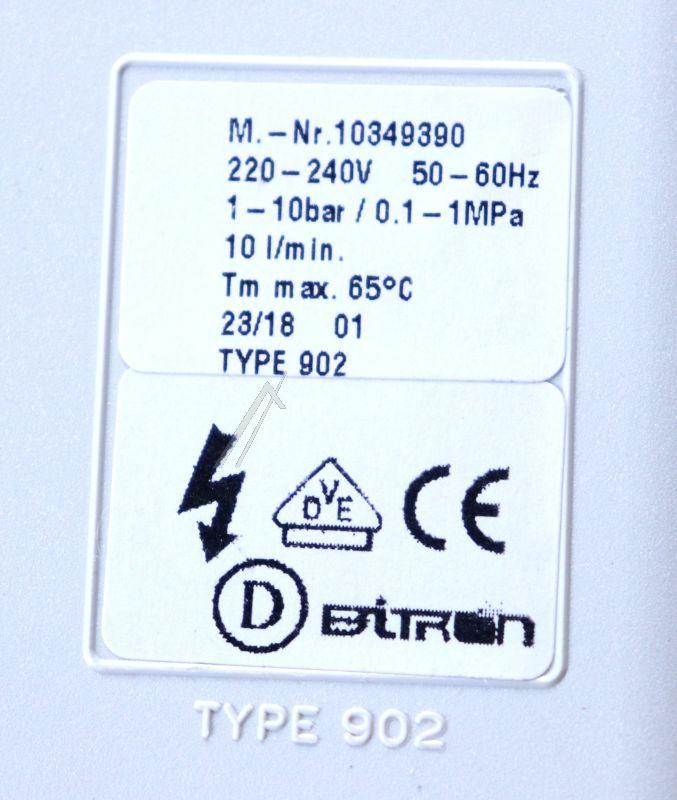 M.-Nr.10349390
220-240V 50-60Hz
1-10bar / 0.1-1MPa
10 l/min.
Tm max. 65°C
23/18 01
TYPE 902
DVE
CE
D BiTRON
TYPE 902